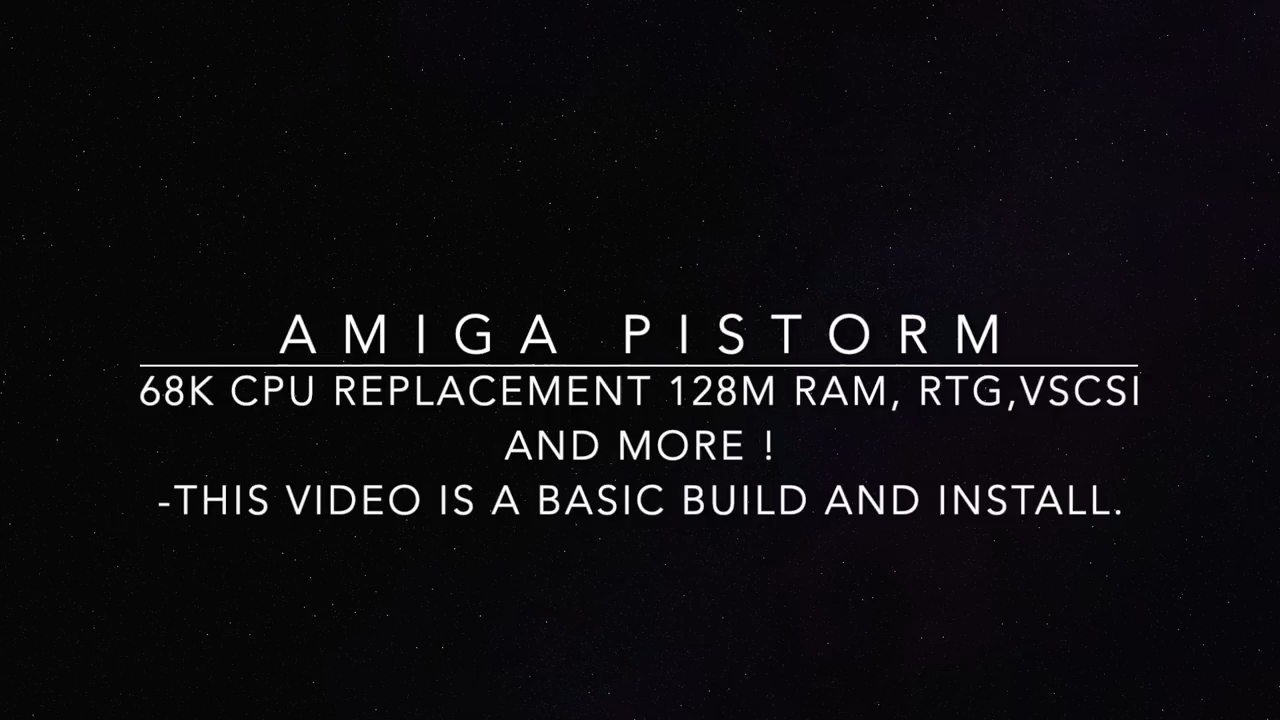 AMIGA PISTORM
68K CPU REPLACEMENT 128M RAM, RTG,VSCSI
AND MORE !
-THIS VIDEO IS A BASIC BUILD AND INSTALL.